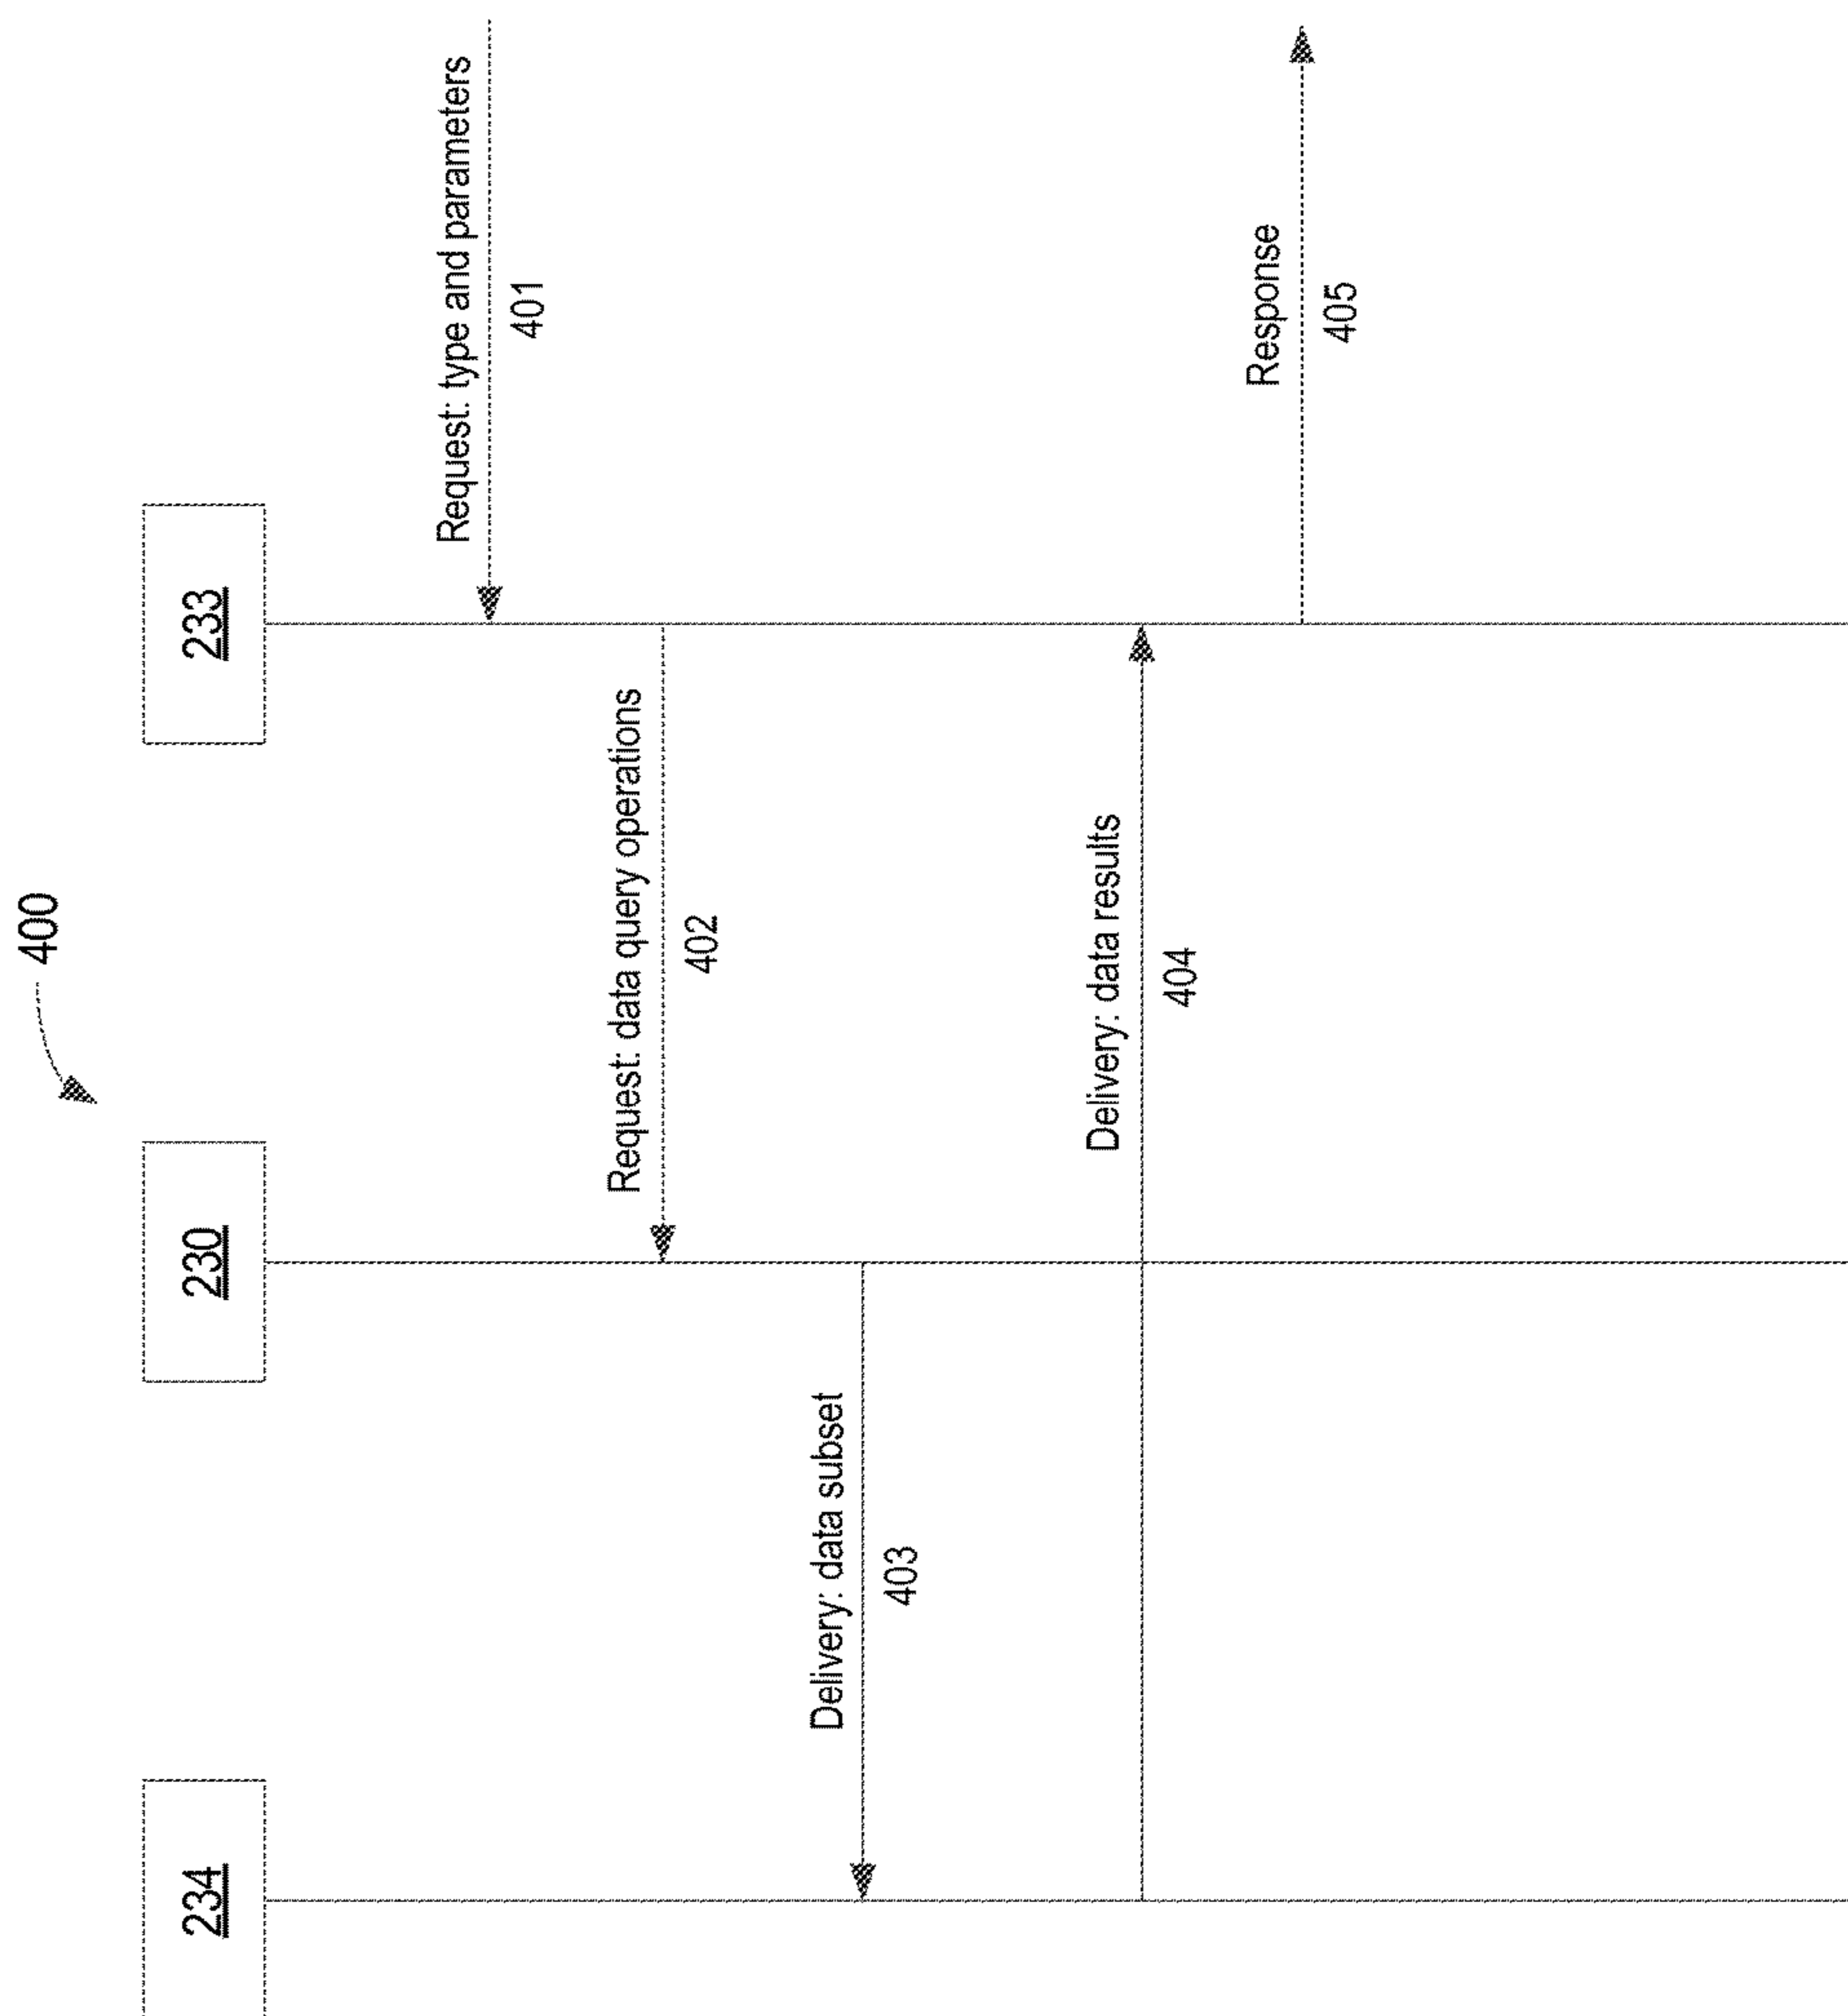 400
233
230
234
Request: type and parameters
401
Request: data query operations
402
Delivery: data subset
403
Delivery: data results
404
Response
405